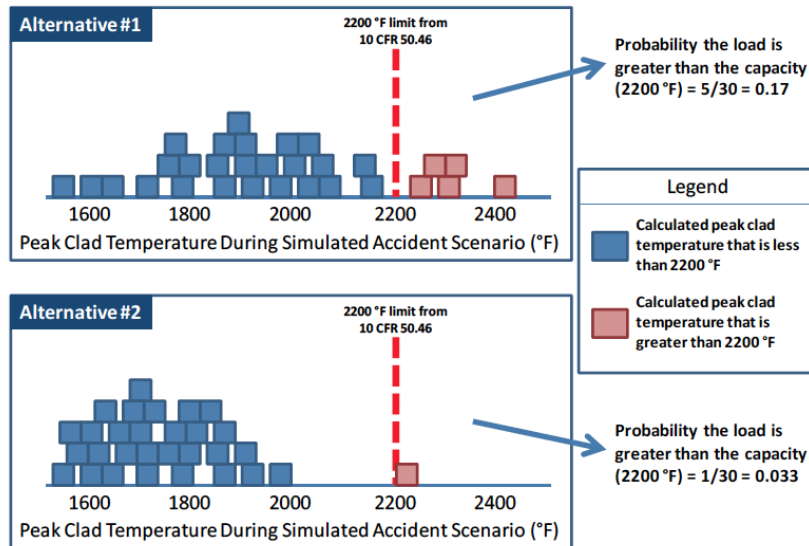 Alternative #1
2200 °F limit from
10 CFR 50.46
Probability the load is
greater than the capacity
(2200 °F) = 5/30 = 0.17
1600 1800 2000 2200 2400
Peak Clad Temperature During Simulated Accident Scenario (°F)
Legend
Calculated peak clad
temperature that is less
than 2200 °F
Calculated peak clad
temperature that is
greater than 2200 °F
Alternative #2
2200 °F limit from
10 CFR 50.46
Probability the load is
greater than the capacity
(2200 °F) = 1/30 = 0.033
1600 1800 2000 2200 2400
Peak Clad Temperature During Simulated Accident Scenario (°F)